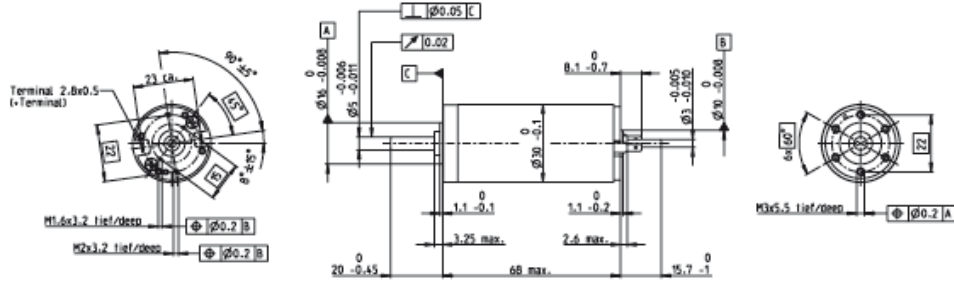 ⊥ Ø0.05 C
↗ 0.02
A
B
C
90°±5°
23 ca.
45°
Terminal 2.8x0.5
(+Terminal)
22
15
8°±15°
M1.6x3.2 tief/deep
⌖ Ø0.2 B
M2x3.2 tief/deep
⌖ Ø0.2 B
Ø16 0 -0.008
Ø5 -0.006 -0.011
Ø30 0 -0.1
8.1 0 -0.7
Ø3 -0.005 -0.010
Ø10 0 -0.008
1.1 0 -0.1
1.1 0 -0.2
3.25 max.
2.6 max.
20 0 -0.45
68 max.
15.7 0 -1
6x 60°
22
M3x5.5 tief/deep
⌖ Ø0.2 A